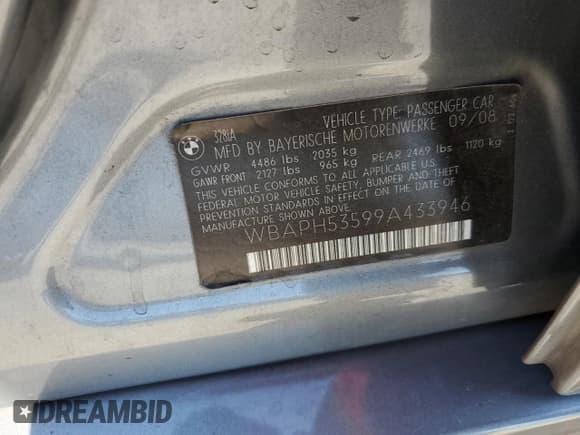 BMW
328iA
VEHICLE TYPE: PASSENGER CAR
MFD BY BAYERISCHE MOTORENWERKE 09/08
GVWR 4486 lbs 2035 kg
GAWR FRONT 2127 lbs 965 kg REAR 2469 lbs 1120 kg
THIS VEHICLE CONFORMS TO ALL APPLICABLE
FEDERAL MOTOR VEHICLE SAFETY, BUMPER AND THEFT
PREVENTION STANDARDS IN EFFECT ON THE DATE OF
MANUFACTURE SHOWN ABOVE:
WBAPH53599A433946
DREAMBID